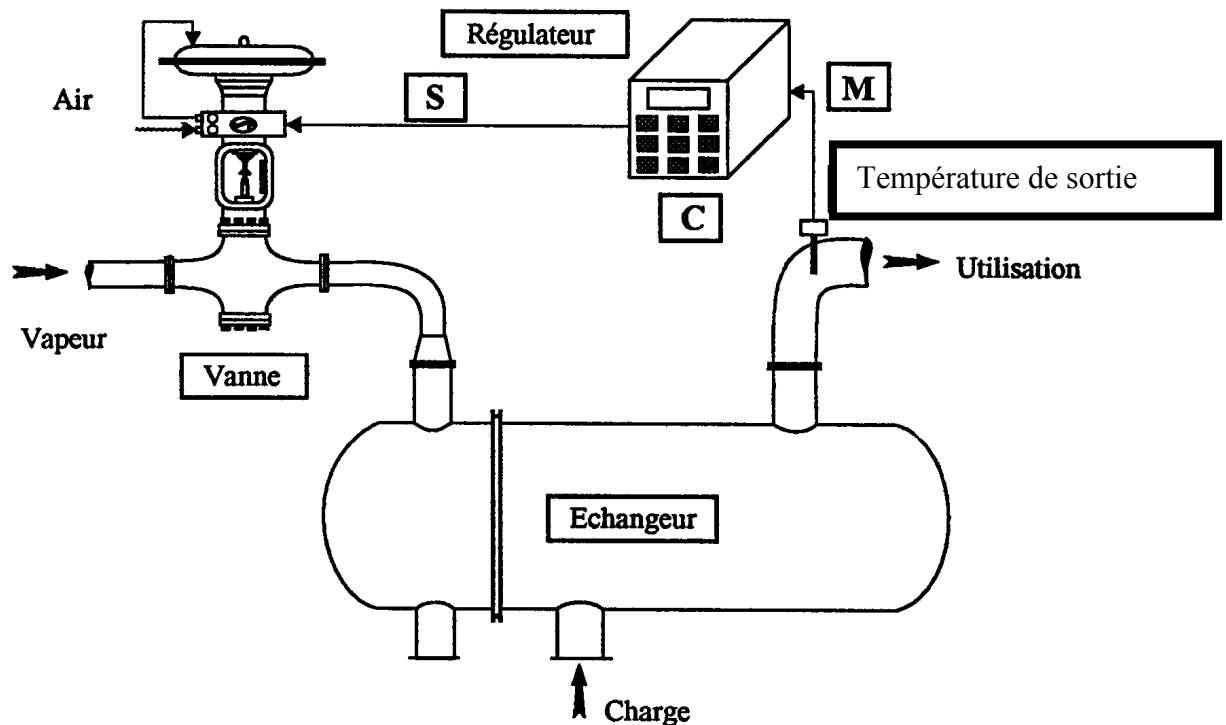 Régulateur
Air
S
M
Température de sortie
C
Utilisation
Vapeur
Vanne
Echangeur
Charge